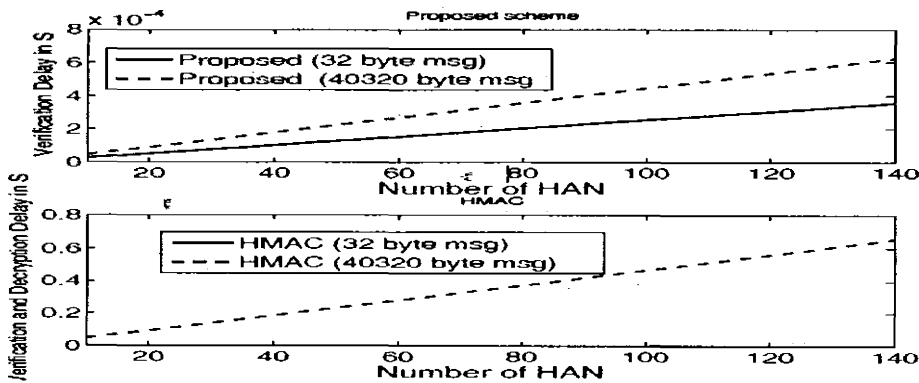 Proposed scheme
× 10⁻⁴
Verification Delay in S
8
6
4
2
0
Proposed (32 byte msg)
Proposed (40320 byte msg
20 40 60 80 100 120 140
Number of HAN
HMAC
Verification and Decryption Delay in S
0.8
0.6
0.4
0.2
0
HMAC (32 byte msg)
HMAC (40320 byte msg)
20 40 60 80 100 120 140
Number of HAN